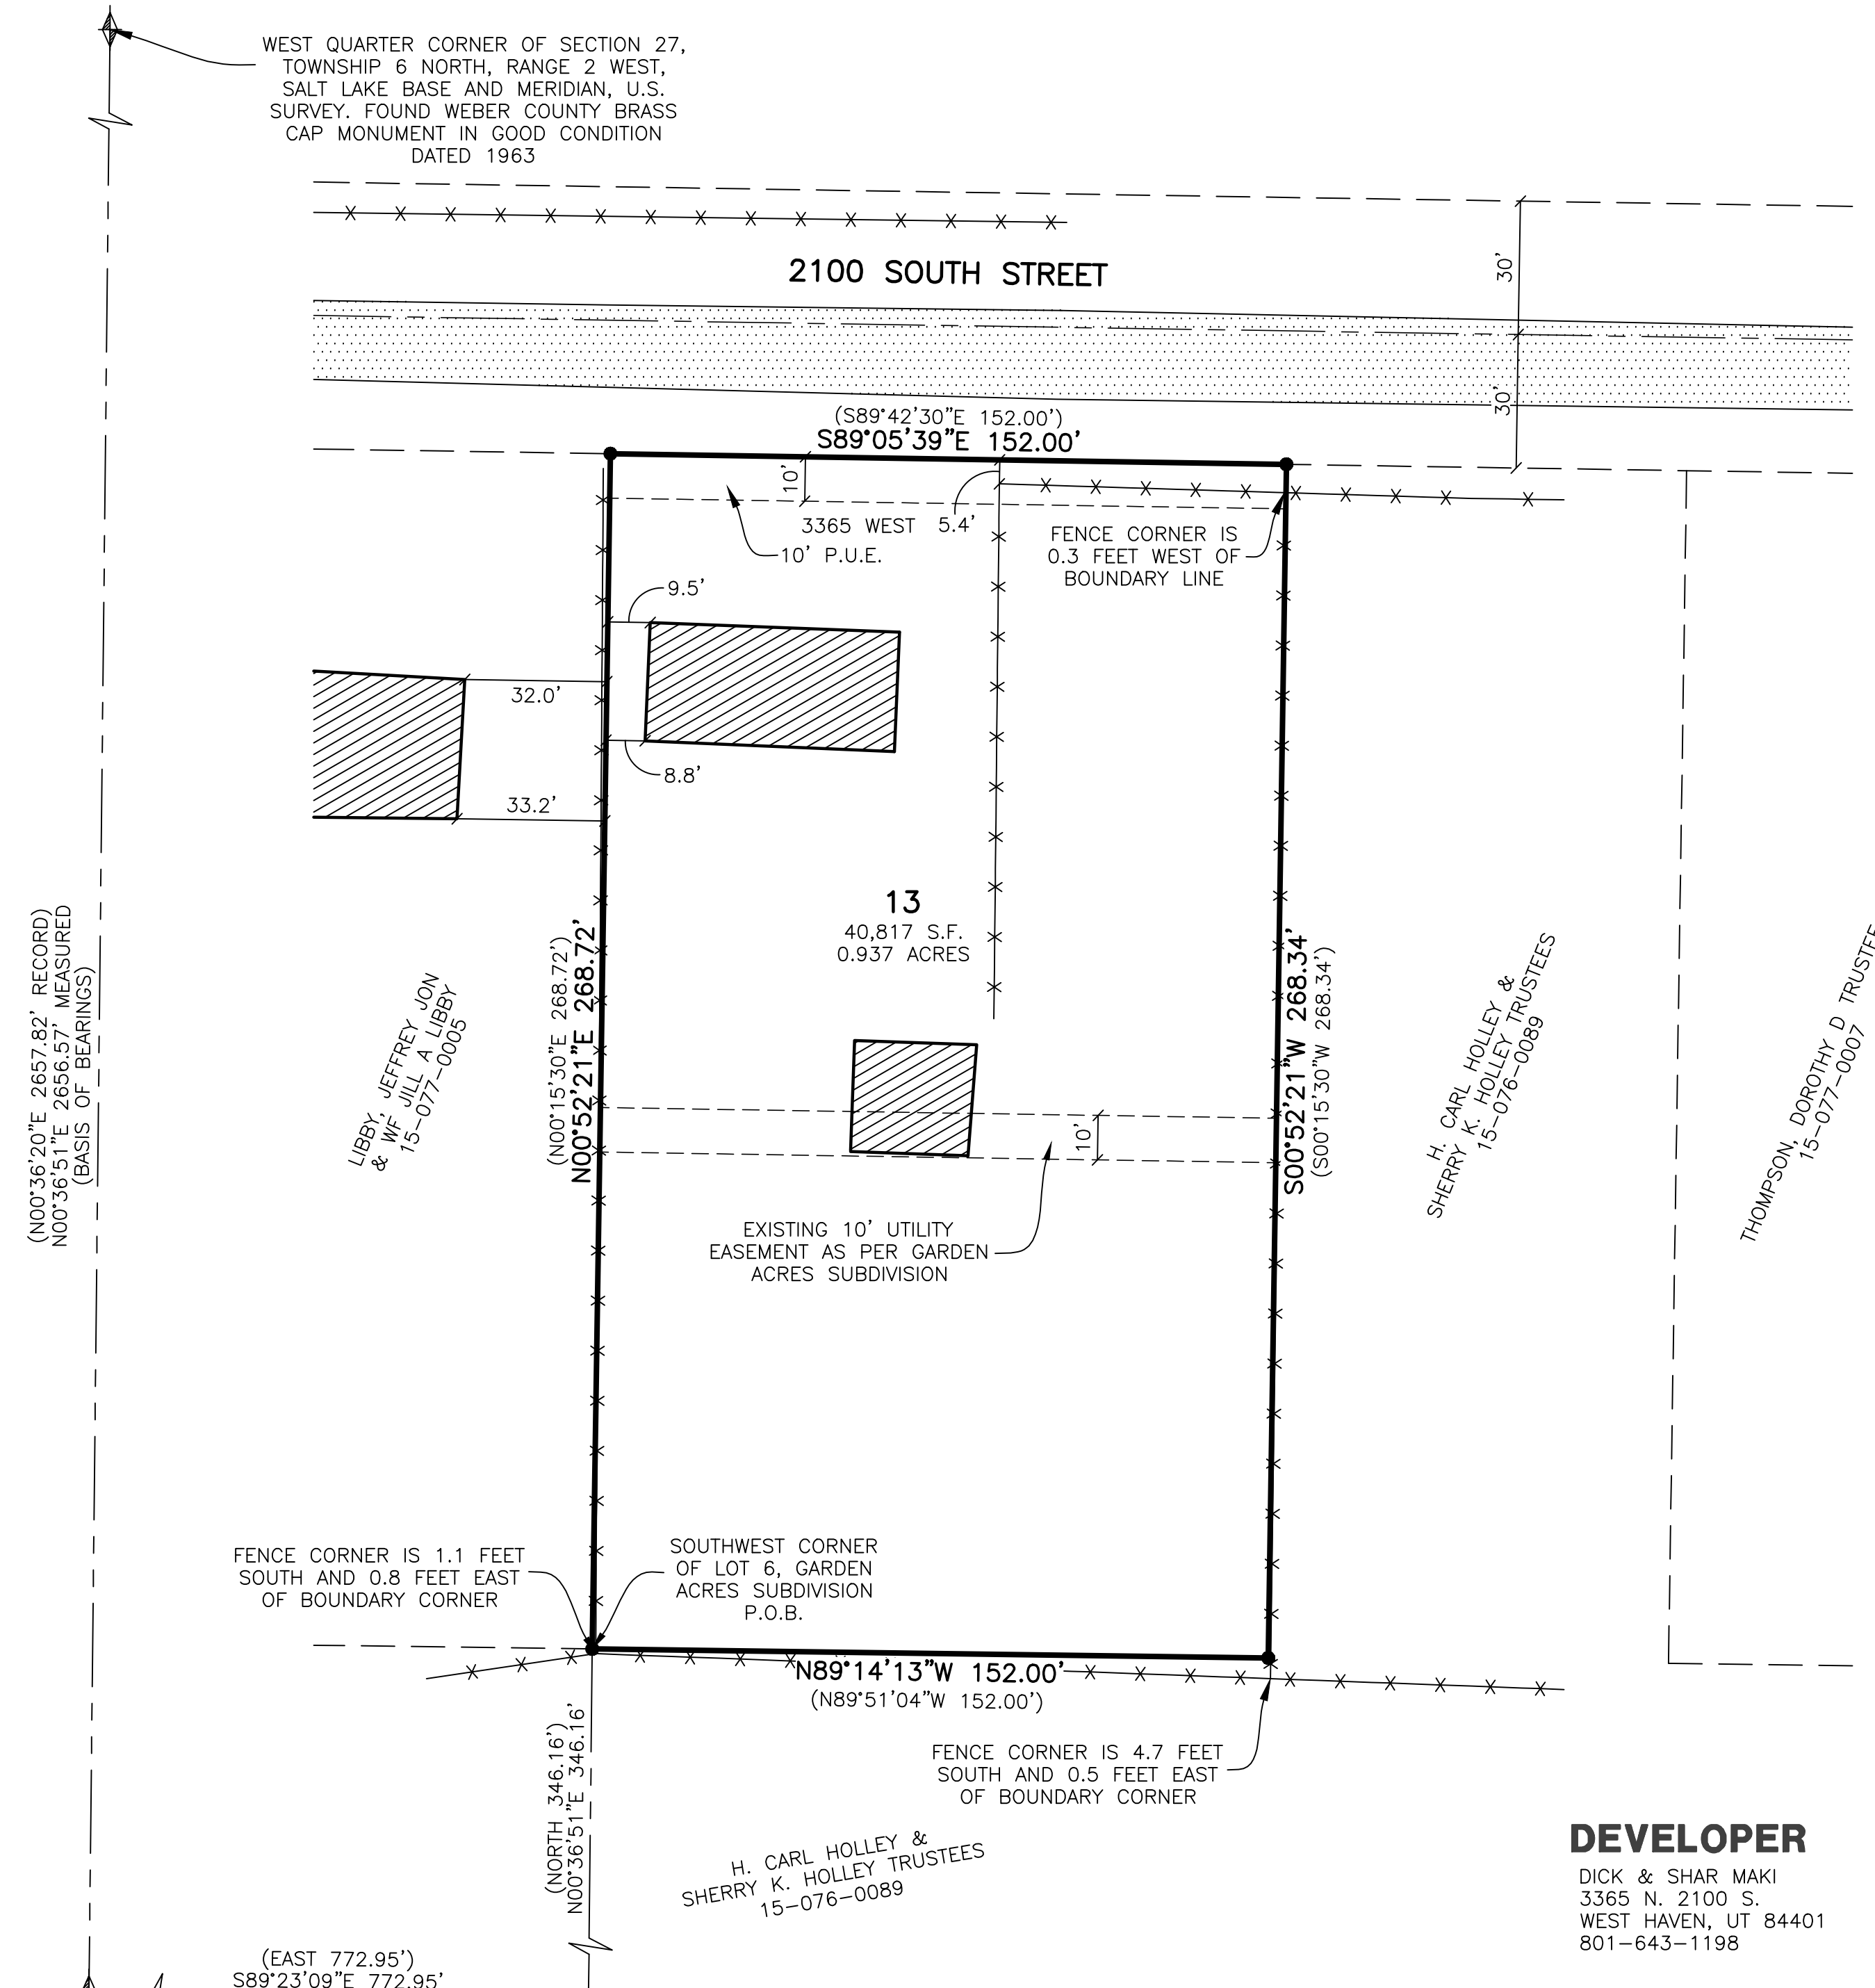 WEST QUARTER CORNER OF SECTION 27,
TOWNSHIP 6 NORTH, RANGE 2 WEST,
SALT LAKE BASE AND MERIDIAN, U.S.
SURVEY. FOUND WEBER COUNTY BRASS
CAP MONUMENT IN GOOD CONDITION
DATED 1963
2100 SOUTH STREET
30'
30'
(S89°42'30"E 152.00')
S89°05'39"E 152.00'
10'
3365 WEST
5.4'
10' P.U.E.
FENCE CORNER IS
0.3 FEET WEST OF
BOUNDARY LINE
9.5'
32.0'
8.8'
33.2'
13
40,817 S.F.
0.937 ACRES
(N00°36'20"E 2657.82' RECORD)
N00°36'51"E 2656.57' MEASURED
(BASIS OF BEARINGS)
LIBBY, JEFFREY JON
& WF JILL A LIBBY
15-077-0005
(N00°15'30"E 268.72')
N00°52'21"E 268.72'
S00°52'21"W 268.34'
(S00°15'30"W 268.34')
H. CARL HOLLEY &
SHERRY K. HOLLEY TRUSTEES
15-076-0089
THOMPSON, DOROTHY D TRUSTEE
15-077-0007
10'
EXISTING 10' UTILITY
EASEMENT AS PER GARDEN
ACRES SUBDIVISION
FENCE CORNER IS 1.1 FEET
SOUTH AND 0.8 FEET EAST
OF BOUNDARY CORNER
SOUTHWEST CORNER
OF LOT 6, GARDEN
ACRES SUBDIVISION
P.O.B.
N89°14'13"W 152.00'
(N89°51'04"W 152.00')
(NORTH 346.16')
N00°36'51"E 346.16'
FENCE CORNER IS 4.7 FEET
SOUTH AND 0.5 FEET EAST
OF BOUNDARY CORNER
H. CARL HOLLEY &
SHERRY K. HOLLEY TRUSTEES
15-076-0089
DEVELOPER
DICK & SHAR MAKI
3365 N. 2100 S.
WEST HAVEN, UT 84401
801-643-1198
(EAST 772.95')
S89°23'09"E 772.95'